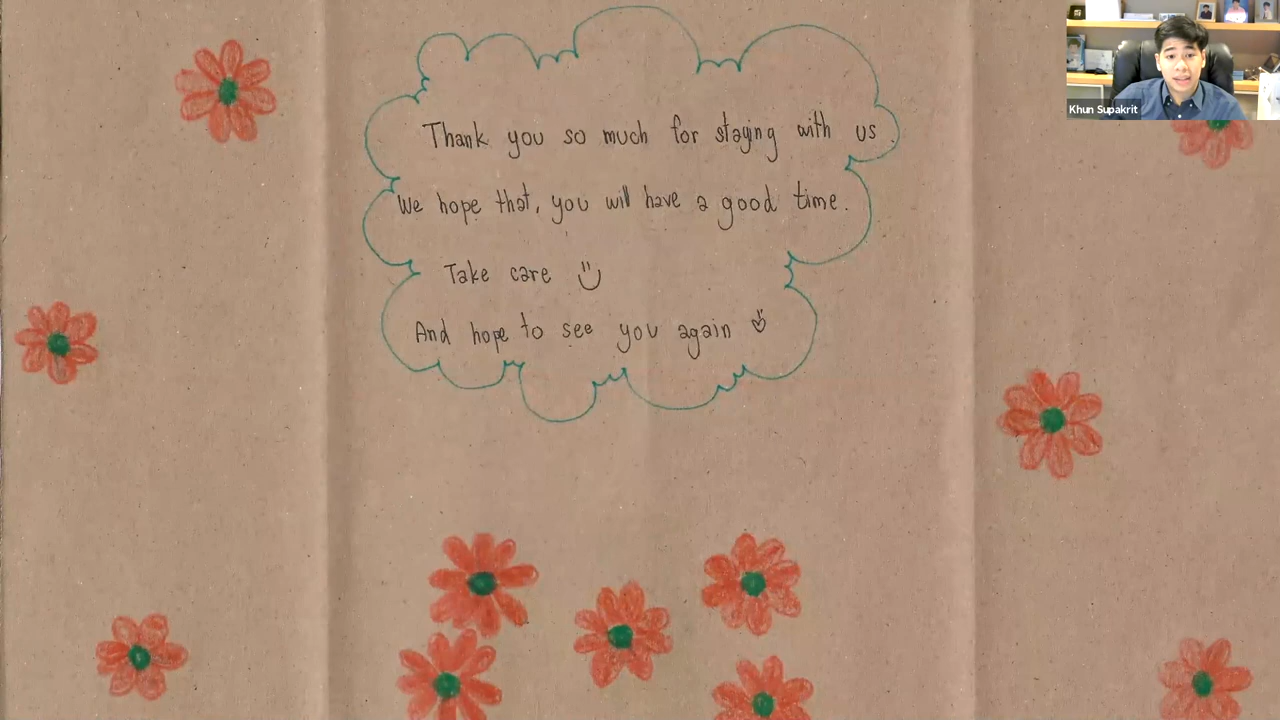 Thank you so much for staying with us
We hope that, you will have a good time.
Take care
And hope to see you again
Khun Supakrit